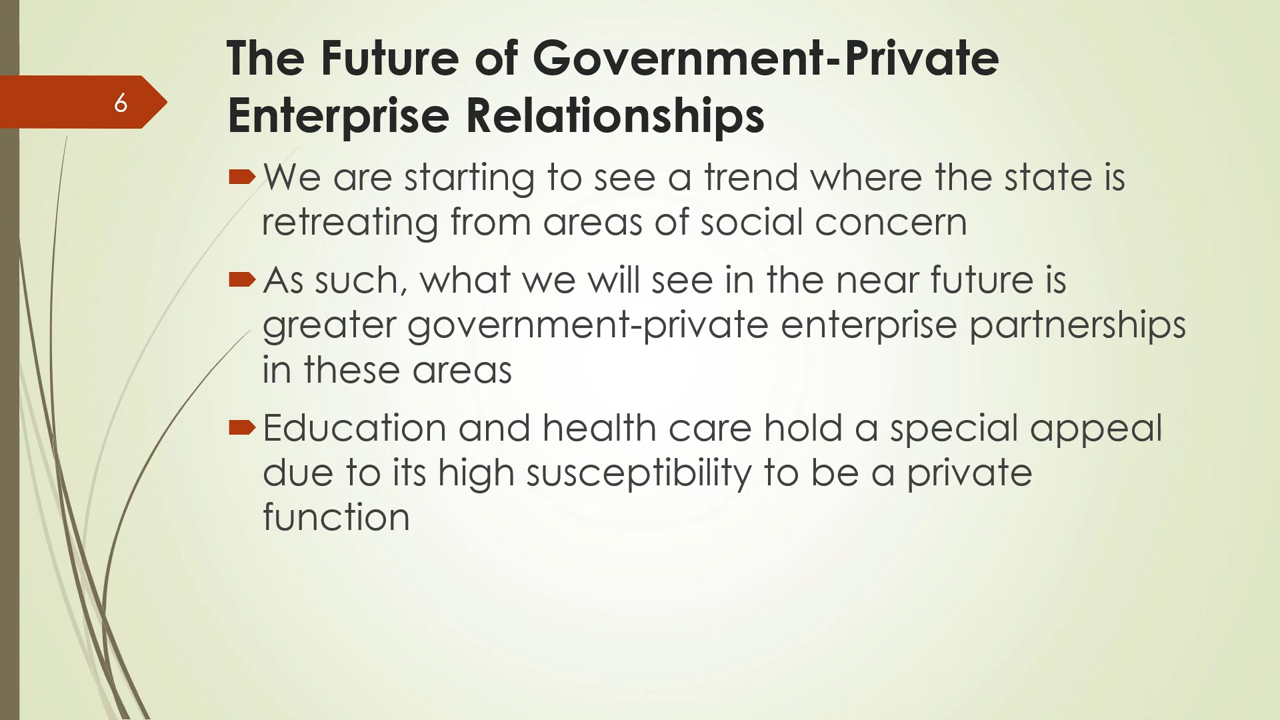 The Future of Government-Private
Enterprise Relationships
6
We are starting to see a trend where the state is
retreating from areas of social concern
As such, what we will see in the near future is
greater government-private enterprise partnerships
in these areas
Education and health care hold a special appeal
due to its high susceptibility to be a private
function